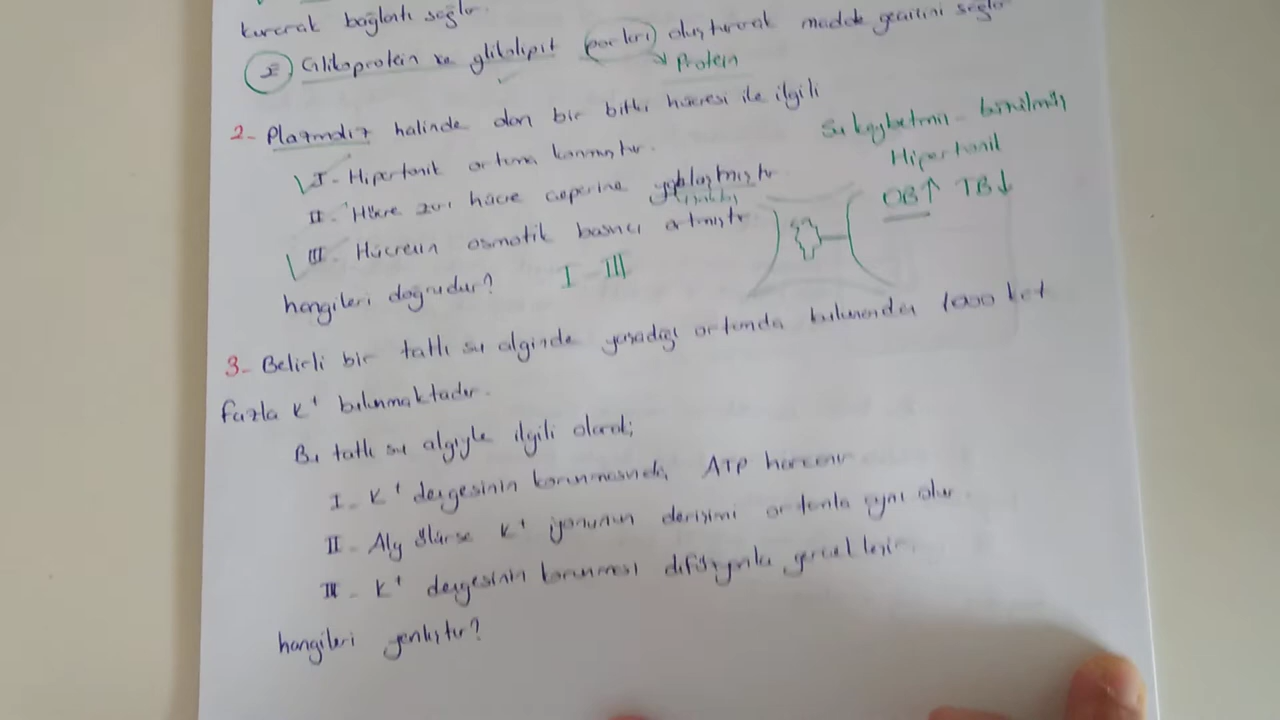 kurarak bağlantı sağlar.
I) Glikoprotein ve glikolipit porları oluşturarak madde geçişini sağlar
Protein
2- Plazmoliz halinde olan bir bitki hücresi ile ilgili
Su kaybetmiş - büzülmüş
I - Hipertonik ortama konmuştur.
Hipertonik
II - Hücre zarı hücre çeperine yaklaşmıştır
OB↑ TB↓
III - Hücrenin osmotik basıncı artmıştır
hangileri doğrudur?
I III
3- Belirli bir tatlı su alginde yaşadığı ortamda bulunandan 1000 kat
fazla K⁺ bulunmaktadır.
Bu tatlı su algiyle ilgili olarak;
I - K⁺ dengesinin korunmasında ATP harcanır
II - Alg ölürse K⁺ iyonunun derişimi ortamla aynı olur.
III - K⁺ dengesinin korunması difüzyonla gerçekleşir.
hangileri yanlıştır?